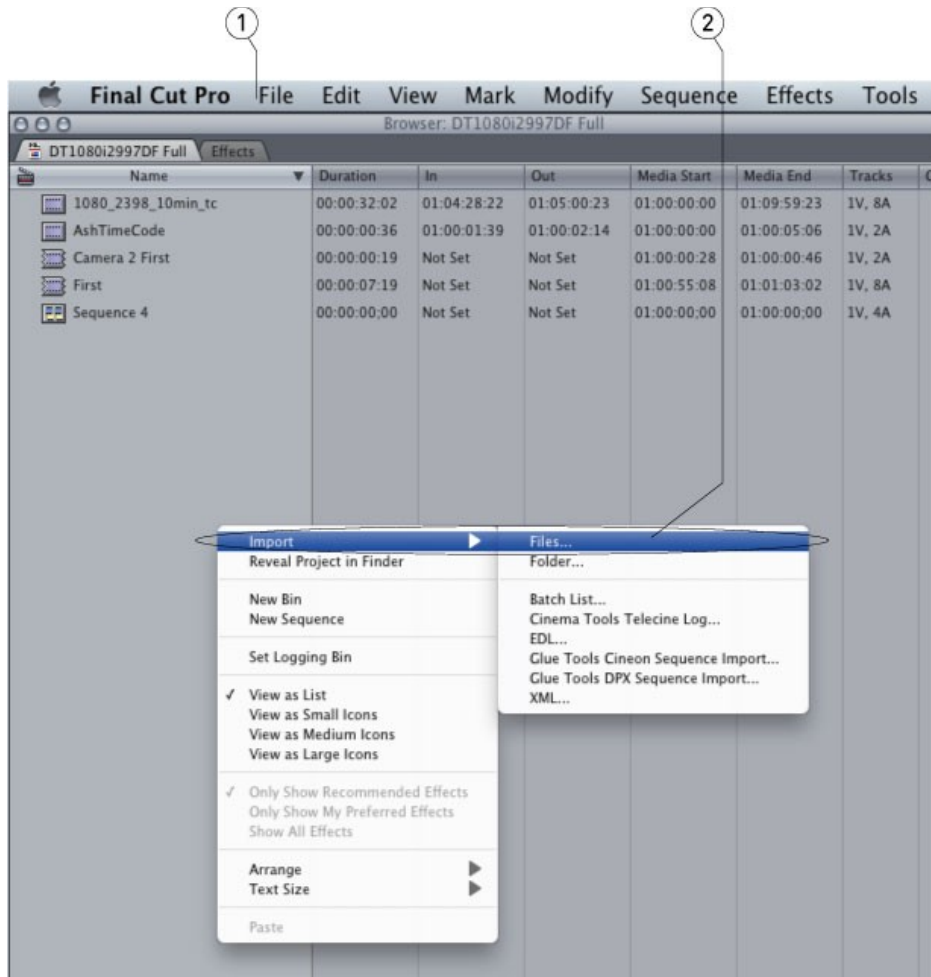 1 2
Final Cut Pro File Edit View Mark Modify Sequence Effects Tools
Browser: DT1080i2997DF Full
DT1080i2997DF Full Effects
Name Duration In Out Media Start Media End Tracks
1080_2398_10min_tc 00:00:32:02 01:04:28:22 01:05:00:23 01:00:00:00 01:09:59:23 1V, 8A
AshTimeCode 00:00:00:36 01:00:01:39 01:00:02:14 01:00:00:00 01:00:05:06 1V, 2A
Camera 2 First 00:00:00:19 Not Set Not Set 01:00:00:28 01:00:00:46 1V, 2A
First 00:00:07:19 Not Set Not Set 01:00:55:08 01:01:03:02 1V, 8A
Sequence 4 00:00:00;00 Not Set Not Set 01:00:00;00 01:00:00;00 1V, 4A
Import
Reveal Project in Finder
New Bin
New Sequence
Set Logging Bin
✓ View as List
View as Small Icons
View as Medium Icons
View as Large Icons
✓ Only Show Recommended Effects
Only Show My Preferred Effects
Show All Effects
Arrange
Text Size
Paste
Files...
Folder...
Batch List...
Cinema Tools Telecine Log...
EDL...
Glue Tools Cineon Sequence Import...
Glue Tools DPX Sequence Import...
XML...